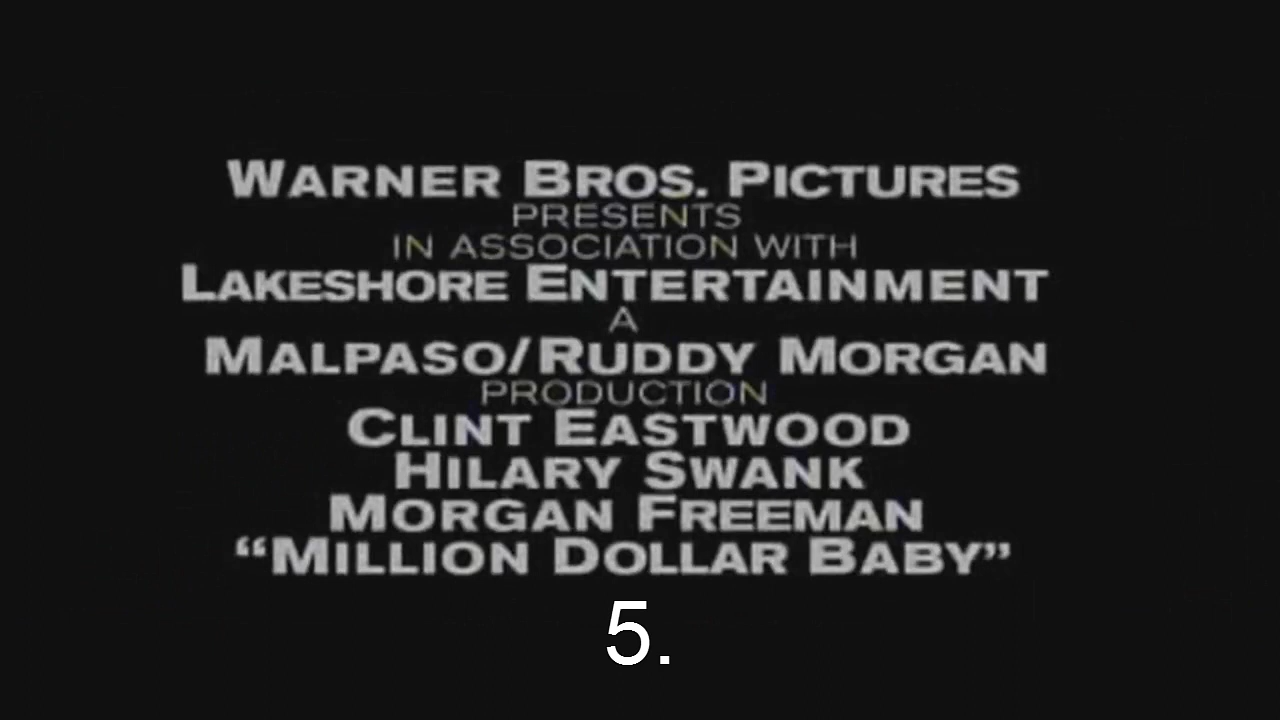 WARNER BROS. PICTURES
PRESENTS
IN ASSOCIATION WITH
LAKESHORE ENTERTAINMENT
A
MALPASO/RUDDY MORGAN
PRODUCTION
CLINT EASTWOOD
HILARY SWANK
MORGAN FREEMAN
“MILLION DOLLAR BABY”
5.